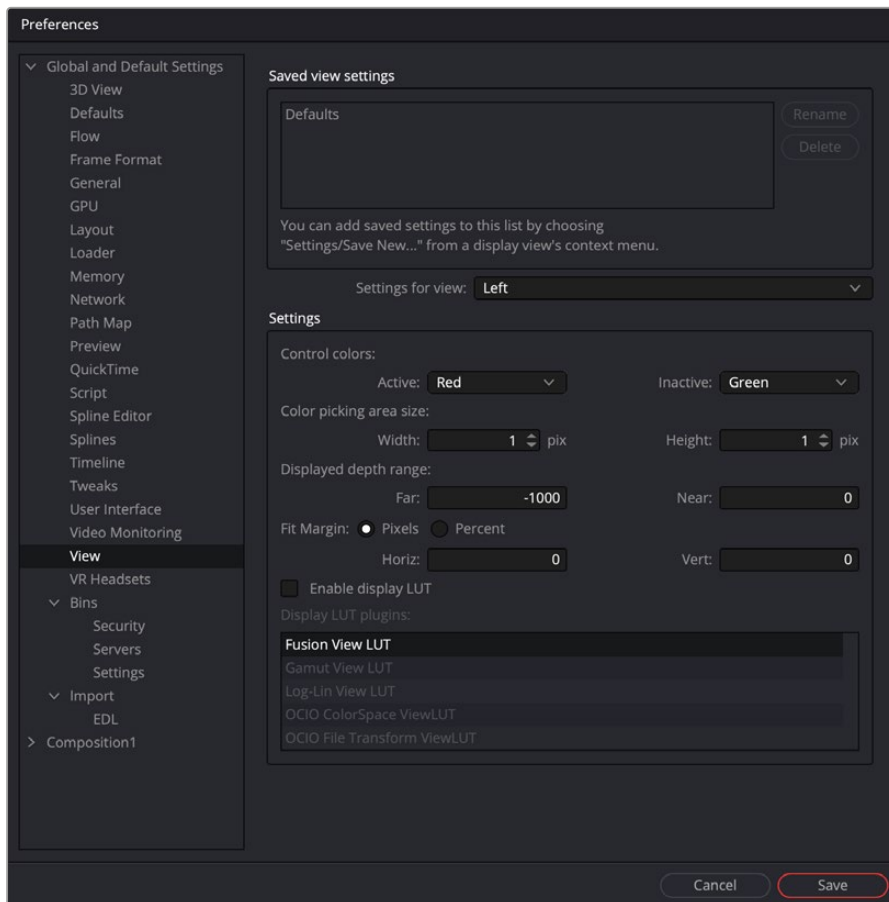 Preferences
Global and Default Settings
3D View
Defaults
Flow
Frame Format
General
GPU
Layout
Loader
Memory
Network
Path Map
Preview
QuickTime
Script
Spline Editor
Splines
Timeline
Tweaks
User Interface
Video Monitoring
View
VR Headsets
Bins
Security
Servers
Settings
Import
EDL
Composition1
Saved view settings
Defaults
Rename
Delete
You can add saved settings to this list by choosing
"Settings/Save New..." from a display view's context menu.
Settings for view: Left
Settings
Control colors:
Active: Red Inactive: Green
Color picking area size:
Width: 1 pix Height: 1 pix
Displayed depth range:
Far: -1000 Near: 0
Fit Margin: Pixels Percent
Horiz: 0 Vert: 0
Enable display LUT
Display LUT plugins:
Fusion View LUT
Gamut View LUT
Log-Lin View LUT
OCIO ColorSpace ViewLUT
OCIO File Transform ViewLUT
Cancel Save